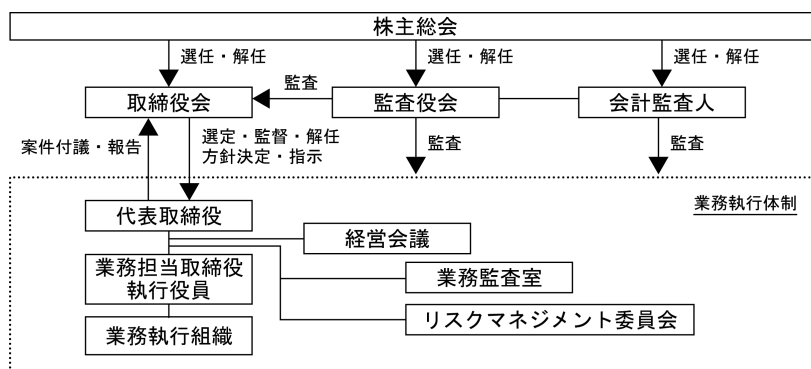 株主総会
選任・解任
選任・解任
選任・解任
取締役会
監査
監査役会
会計監査人
案件付議・報告
選定・監督・解任
方針決定・指示
監査
監査
業務執行体制
代表取締役
経営会議
業務担当取締役
執行役員
業務監査室
業務執行組織
リスクマネジメント委員会